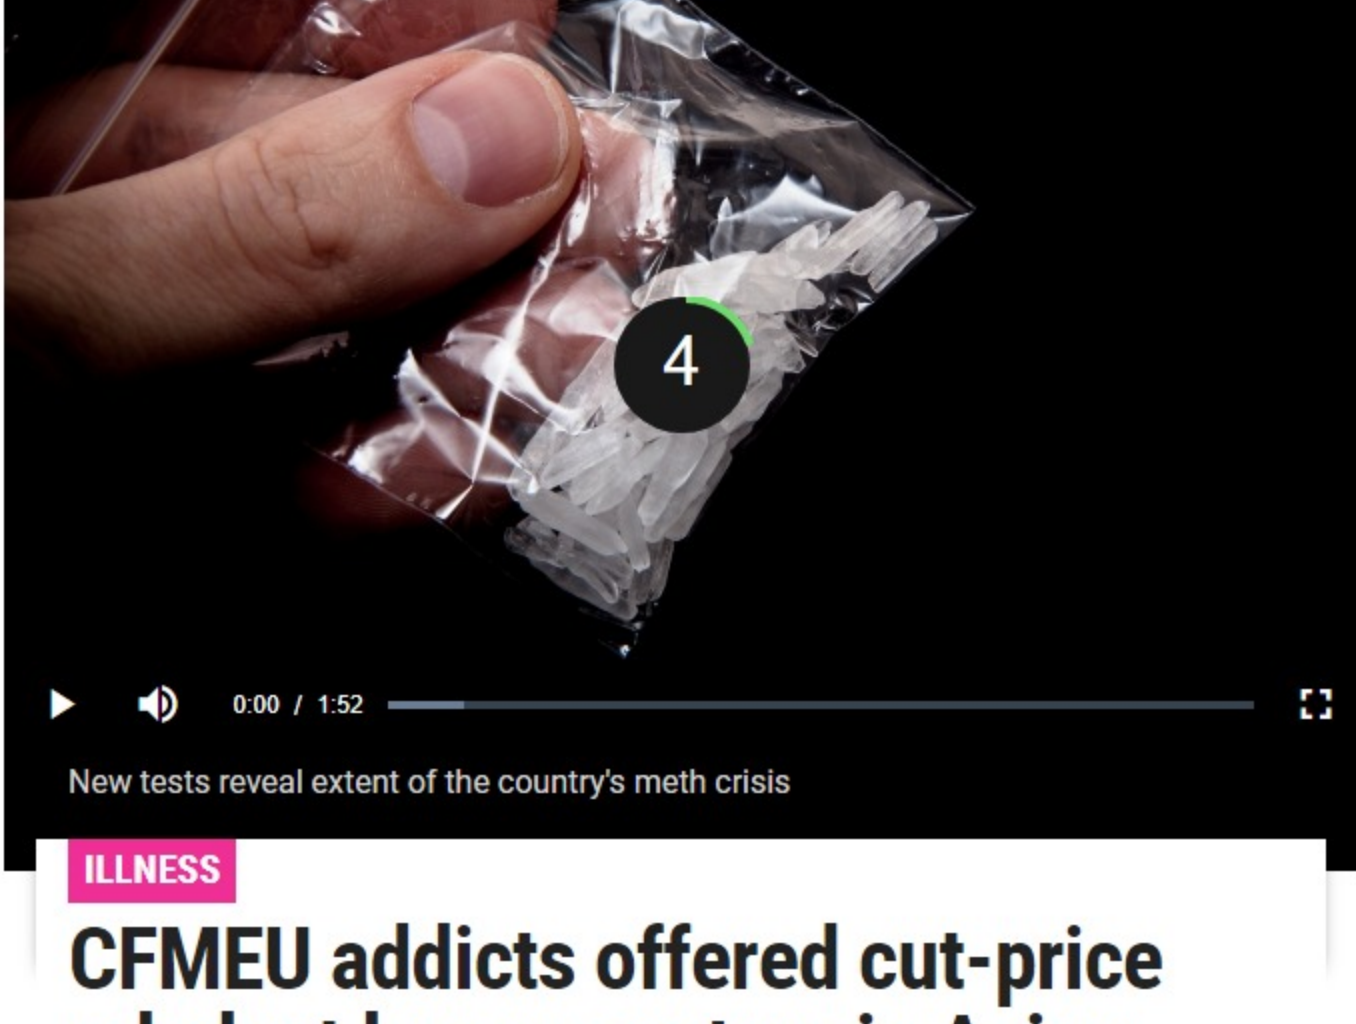 4
0:00 / 1:52
New tests reveal extent of the country's meth crisis
ILLNESS
CFMEU addicts offered cut-price